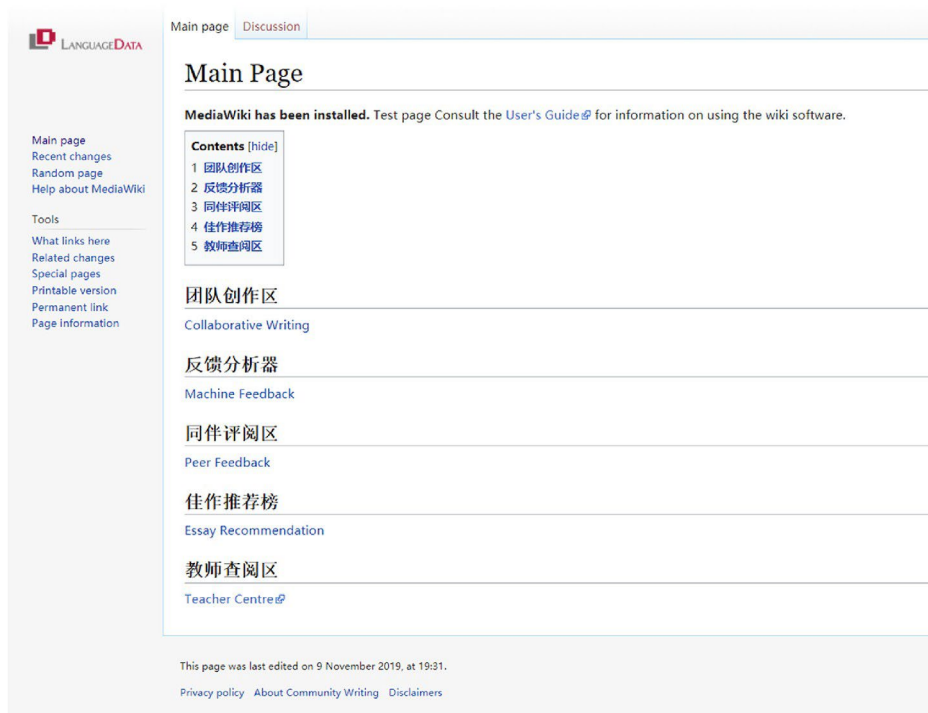 LANGUAGEDATA
Main page
Discussion
Main Page
MediaWiki has been installed. Test page Consult the User's Guide for information on using the wiki software.
Contents [hide]
1 团队创作区
2 反馈分析器
3 同伴评阅区
4 佳作推荐榜
5 教师查阅区
Main page
Recent changes
Random page
Help about MediaWiki
Tools
What links here
Related changes
Special pages
Printable version
Permanent link
Page information
团队创作区
Collaborative Writing
反馈分析器
Machine Feedback
同伴评阅区
Peer Feedback
佳作推荐榜
Essay Recommendation
教师查阅区
Teacher Centre
This page was last edited on 9 November 2019, at 19:31.
Privacy policy About Community Writing Disclaimers